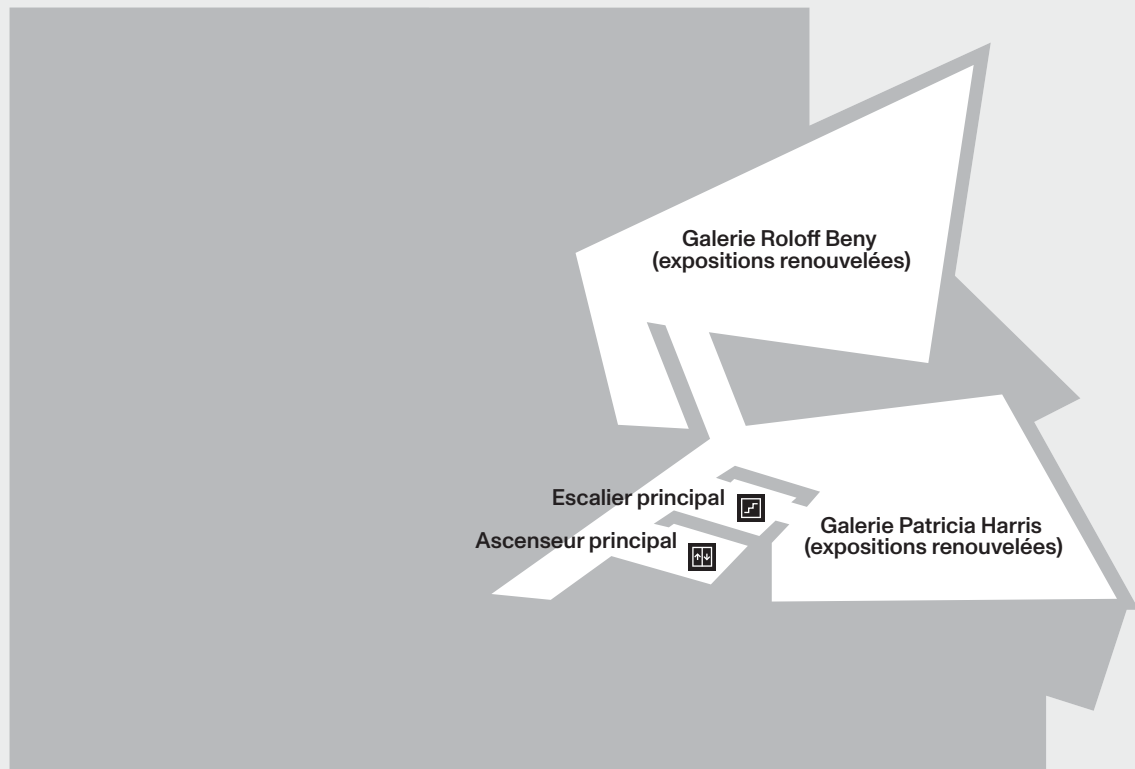 Galerie Roloff Beny
(expositions renouvelées)
Escalier principal
Ascenseur principal
Galerie Patricia Harris
(expositions renouvelées)